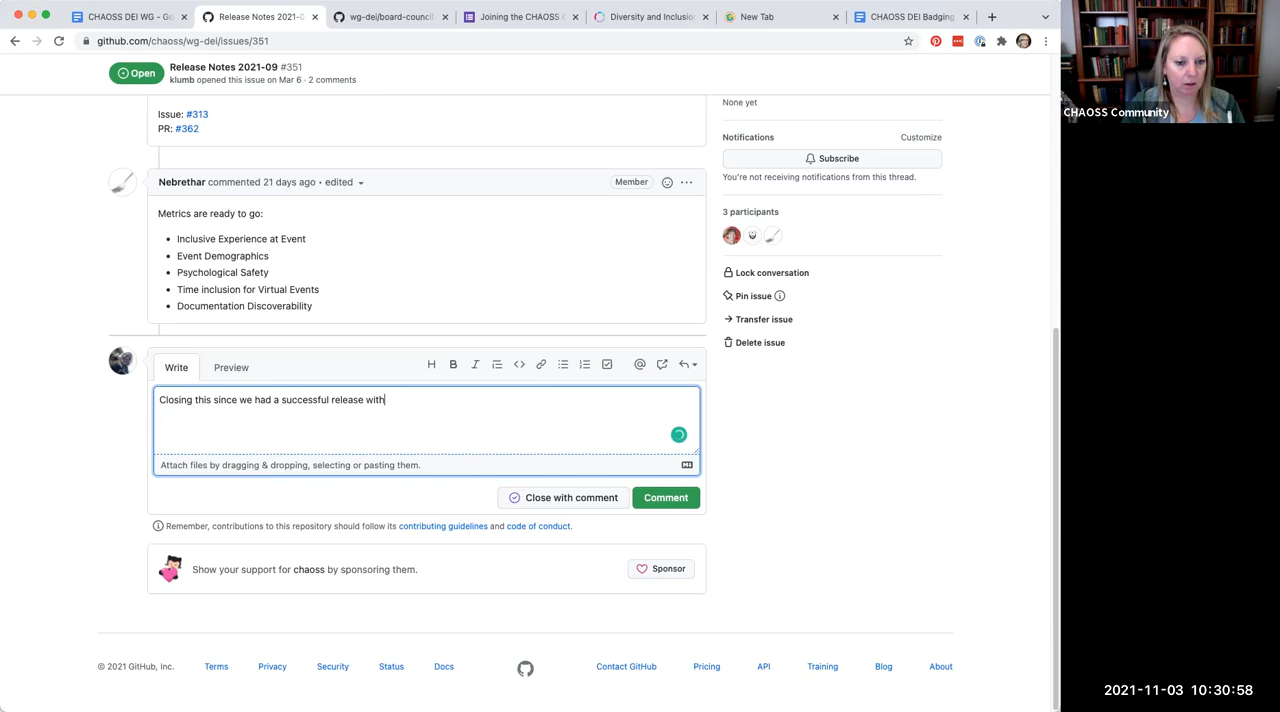 CHAOSS DEI WG - Go
Release Notes 2021-0
wg-dei/board-council
Joining the CHAOSS C
Diversity and Inclusion
New Tab
CHAOSS DEI Badging
github.com/chaoss/wg-dei/issues/351
Open
Release Notes 2021-09 #351
klumb opened this issue on Mar 6 · 2 comments
Issue: #313
PR: #362
Nebrethar commented 21 days ago • edited
Member
Metrics are ready to go:
• Inclusive Experience at Event
• Event Demographics
• Psychological Safety
• Time inclusion for Virtual Events
• Documentation Discoverability
Write
Preview
Closing this since we had a successful release with
Attach files by dragging & dropping, selecting or pasting them.
Close with comment
Comment
Remember, contributions to this repository should follow its contributing guidelines and code of conduct.
Show your support for chaoss by sponsoring them.
Sponsor
None yet
Notifications
Customize
Subscribe
You're not receiving notifications from this thread.
3 participants
Lock conversation
Pin issue
Transfer issue
Delete issue
© 2021 GitHub, Inc.
Terms
Privacy
Security
Status
Docs
Contact GitHub
Pricing
API
Training
Blog
About
CHAOSS Community
2021-11-03 10:30:58